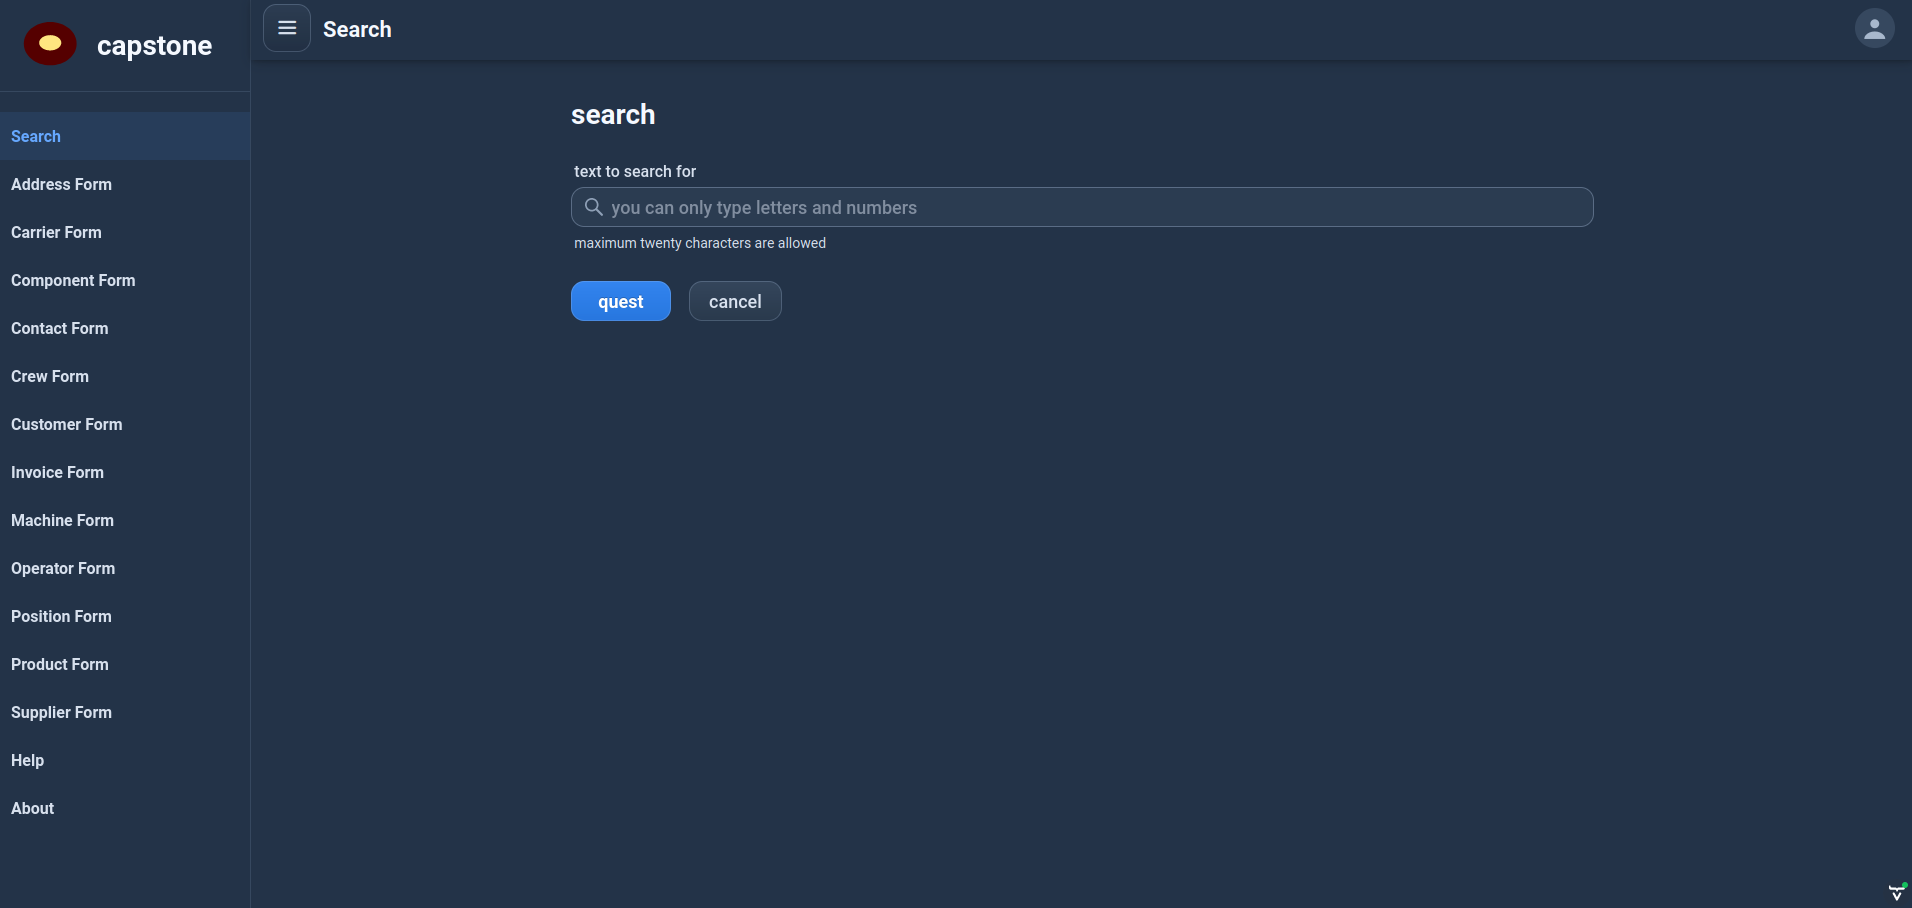 capstone
Search
Address Form
Carrier Form
Component Form
Contact Form
Crew Form
Customer Form
Invoice Form
Machine Form
Operator Form
Position Form
Product Form
Supplier Form
Help
About
Search
search
text to search for
you can only type letters and numbers
maximum twenty characters are allowed
quest
cancel